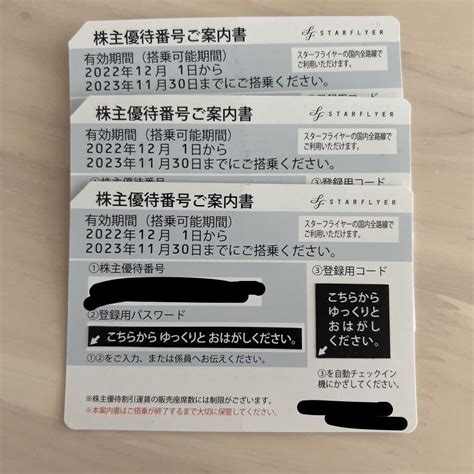 株主優待番号ご案内書
STARFLYER
有効期間（搭乗可能期間）
2022年12月 1日から
2023年11月30日までにご搭乗ください。
スターフライヤーの国内全路線で
ご利用いただけます。
③登録用コード
株主優待番号ご案内書
STARFLYER
有効期間（搭乗可能期間）
2022年12月 1日から
2023年11月30日までにご搭乗ください。
スターフライヤーの国内全路線で
ご利用いただけます。
①株主優待番号
③登録用コード
株主優待番号ご案内書
STARFLYER
有効期間（搭乗可能期間）
2022年12月 1日から
2023年11月30日までにご搭乗ください。
スターフライヤーの国内全路線で
ご利用いただけます。
①株主優待番号
②登録用パスワード
こちらから ゆっくりと おはがしください。
①②をご入力、または係員へお伝えください。
③登録用コード
こちらから
ゆっくりと
おはがし
ください。
③を自動チェックイン
機にかざしてください。
※株主優待割引運賃の販売座席数には制限がございます。
※本案内書はご搭乗が終了するまで大切に保管してください。